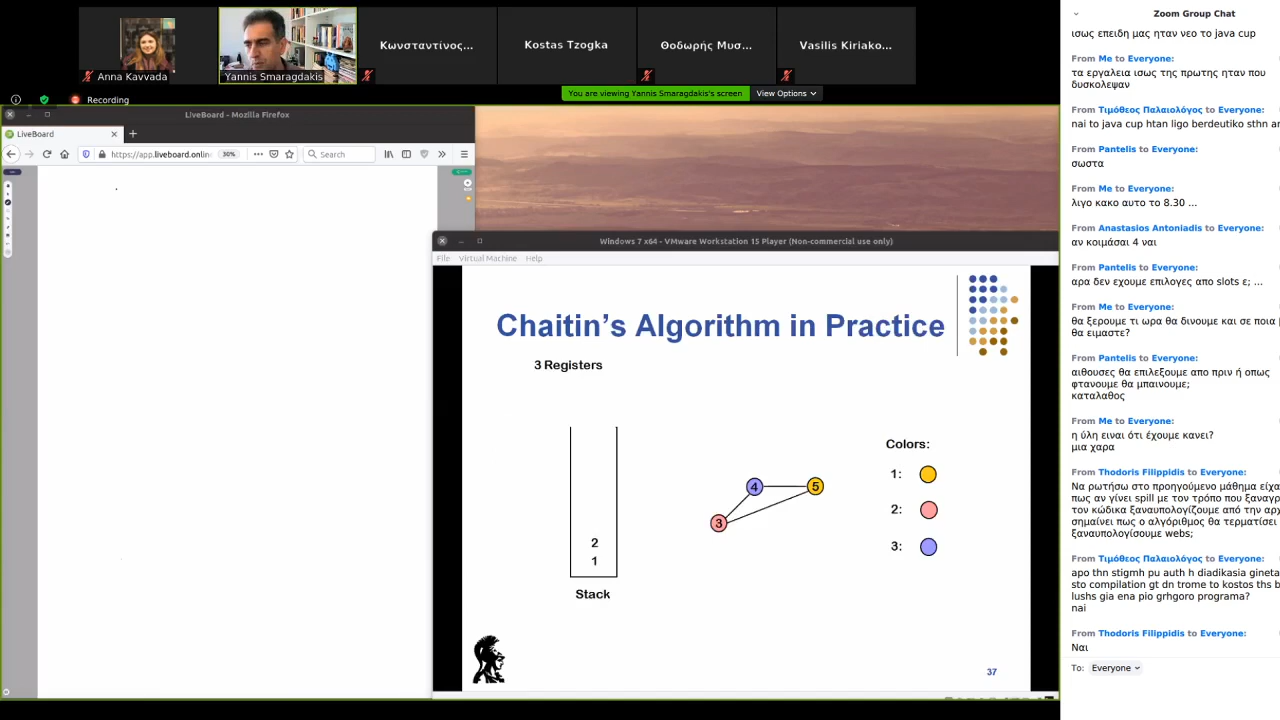 Anna Kavvada
Yannis Smaragdakis
Κωνσταντίνος...
Kostas Tzogka
Θοδωρής Μυσ...
Vasilis Kiriako...
Recording
You are viewing Yannis Smaragdakis's screen
View Options
LiveBoard - Mozilla Firefox
LiveBoard
https://app.liveboard.onlin
30%
Search
Windows 7 x64 - VMware Workstation 15 Player (Non-commercial use only)
File Virtual Machine Help
Chaitin's Algorithm in Practice
3 Registers
2
1
Stack
4
5
3
Colors:
1:
2:
3:
37
Zoom Group Chat
ισως επειδη μας ηταν νεο το java cup
From Me to Everyone:
τα εργαλεια ισως της πρωτης ηταν που
δυσκολεψαν
From Τιμόθεος Παλαιολόγος to Everyone:
nai to java cup htan ligo berdeutiko sthn ar
From Pantelis to Everyone:
σωστα
From Me to Everyone:
λιγο κακο αυτο το 8.30 ...
From Anastasios Antoniadis to Everyone:
αν κοιμάσαι 4 ναι
From Pantelis to Everyone:
αρα δεν εχουμε επιλογες απο slots ε; ...
From Me to Everyone:
θα ξερουμε τι ωρα θα δινουμε και σε ποια
θα ειμαστε?
From Pantelis to Everyone:
αιθουσες θα επιλεξουμε απο πριν ή οπως
φτανουμε θα μπαινουμε;
καταλαθος
From Me to Everyone:
η ύλη ειναι ότι έχουμε κανει?
μια χαρα
From Thodoris Filippidis to Everyone:
Να ρωτήσω στο προηγούμενο μάθημα είχα
πως αν γίνει spill με τον τρόπο που ξαναγρ
τον κώδικα ξαναυπολογίζουμε από την αρχ
σημαίνει πως ο αλγόριθμος θα τερματίσει
ξαναυπολογίσουμε webs;
From Τιμόθεος Παλαιολόγος to Everyone:
apo thn stigmh pu auth h diadikasia gineta
sto compilation gt dn trome to kostos ths b
lushs gia ena pio grhgoro programa?
nai
From Thodoris Filippidis to Everyone:
Ναι
To: Everyone